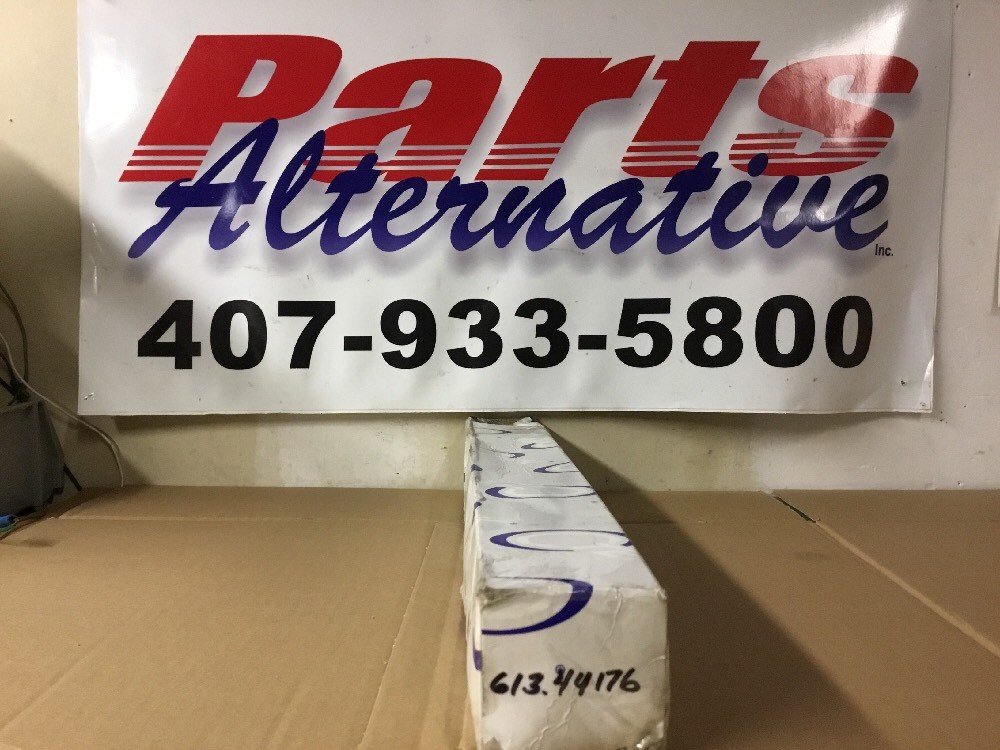 Parts
Alternative
Inc.
407-933-5800
613.44176